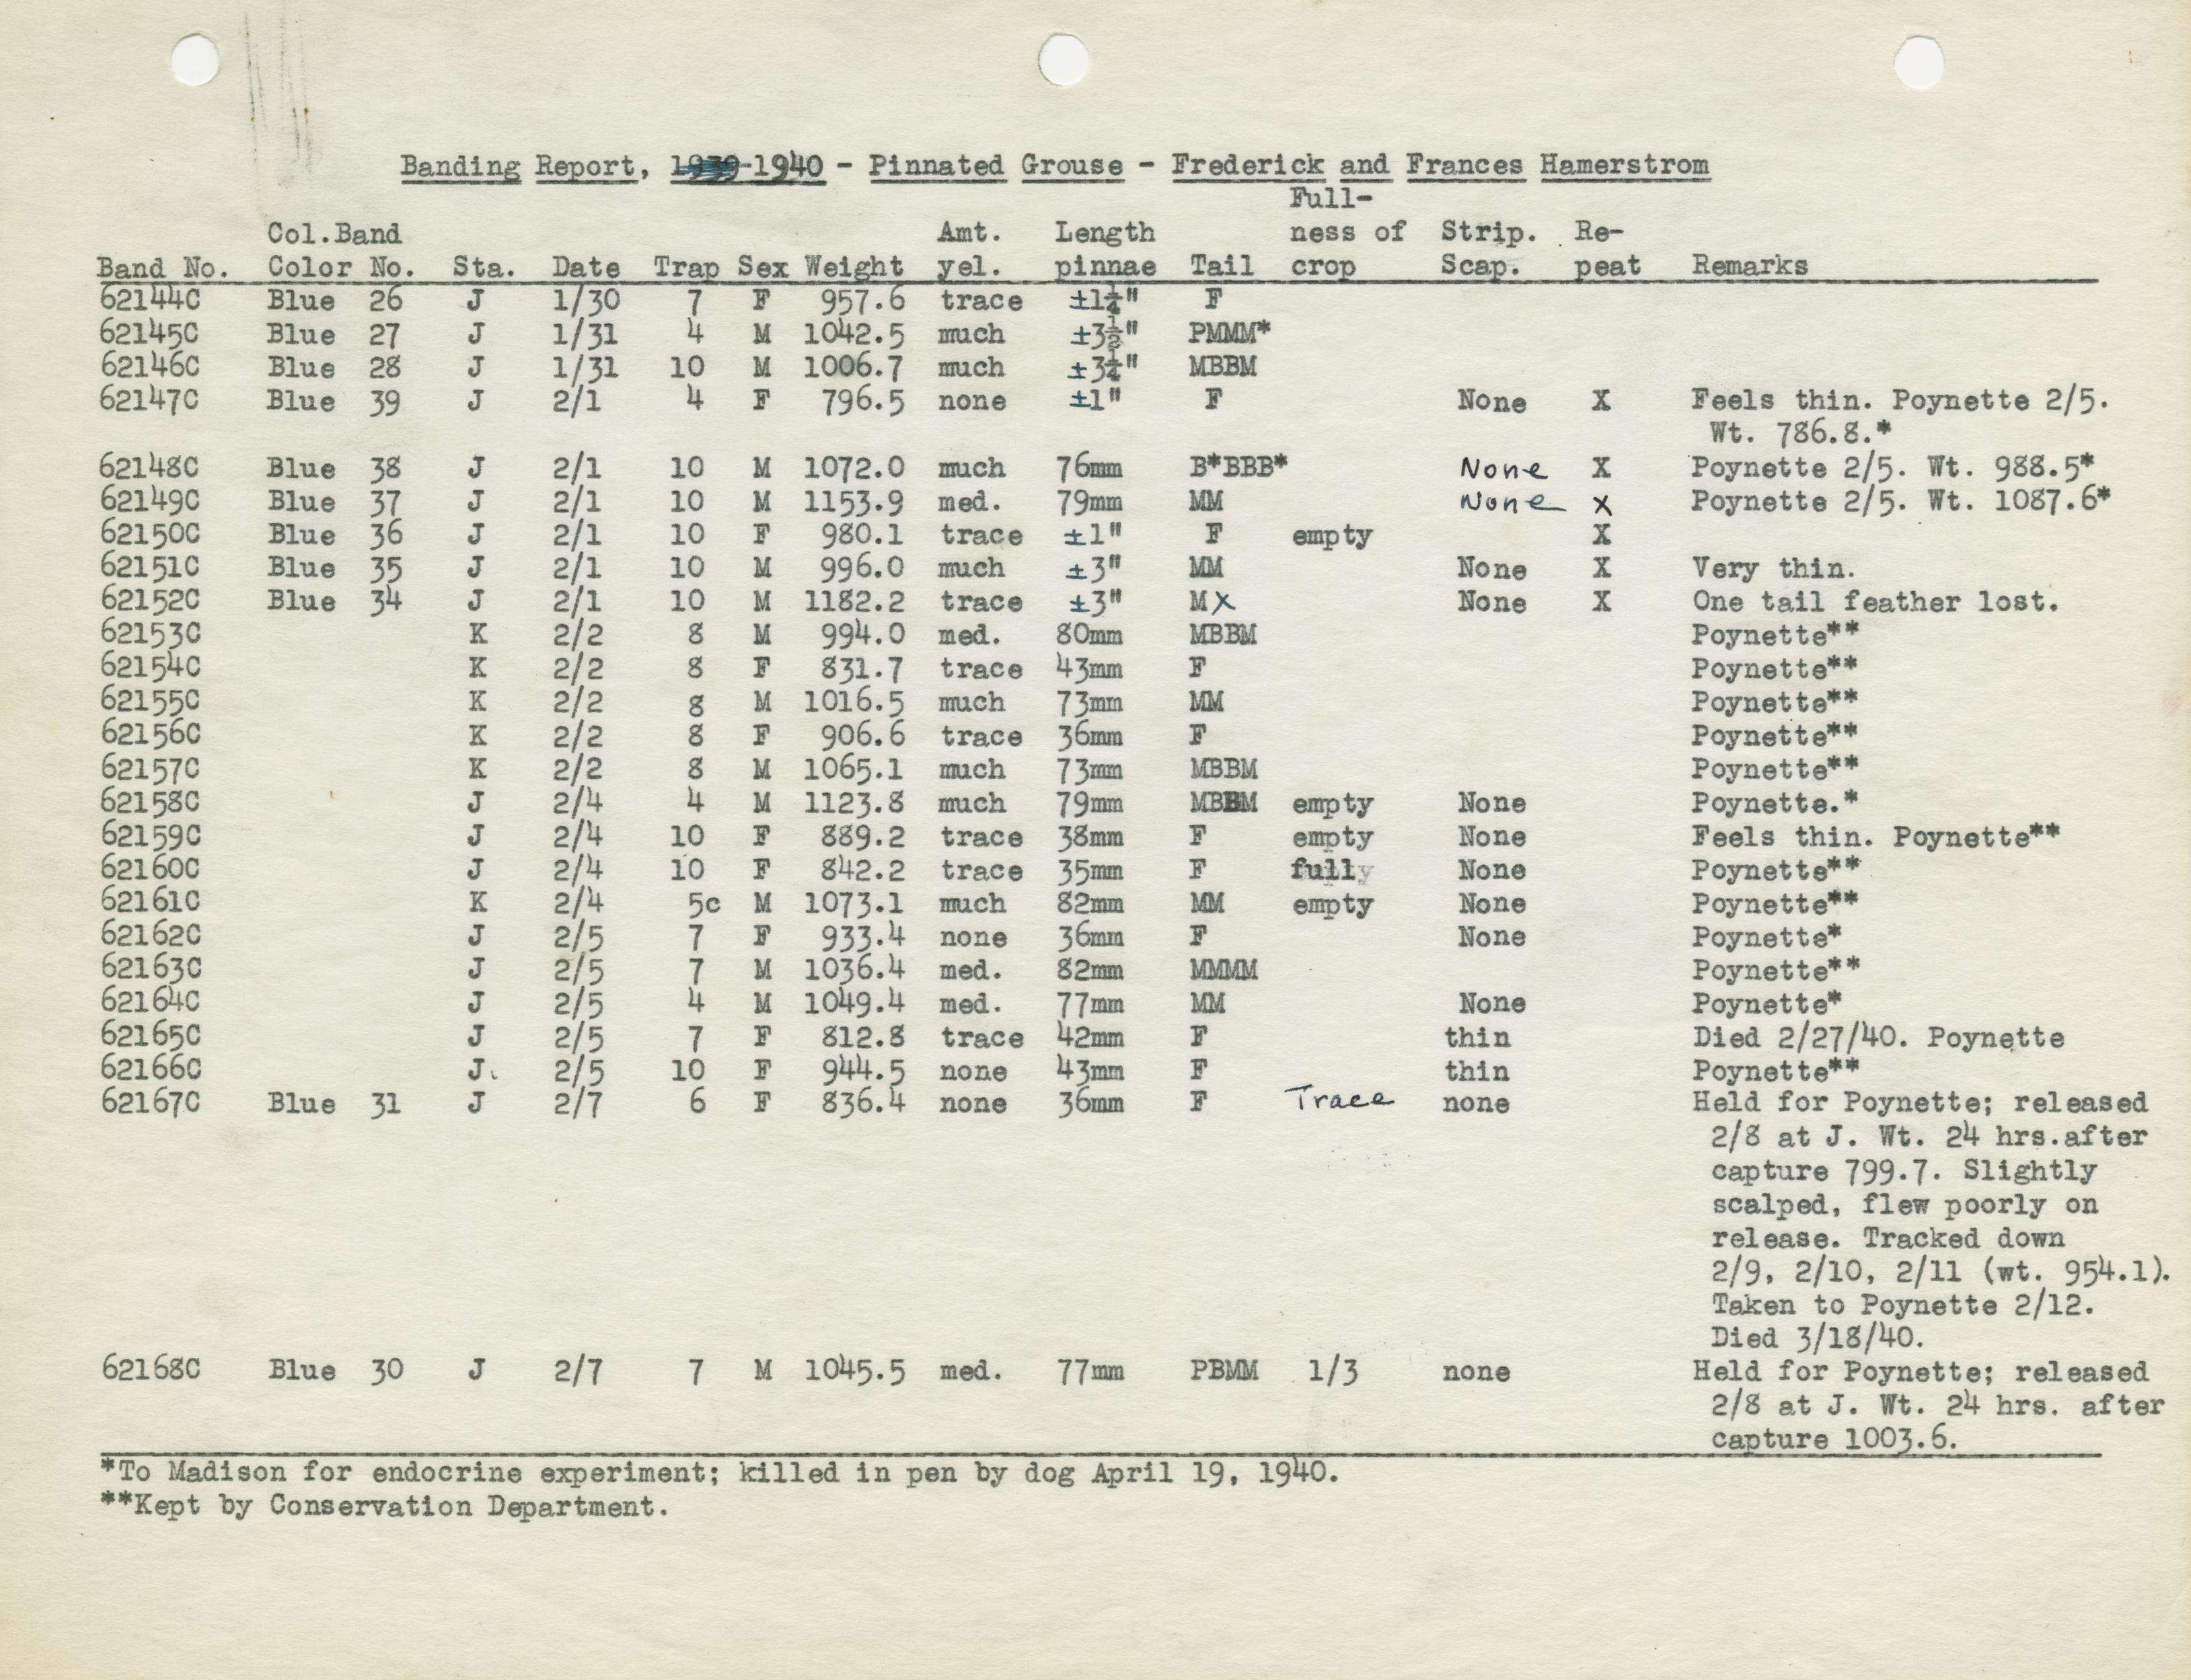 Banding Report, 1939-1940 - Pinnated Grouse - Frederick and Frances Hamerstrom
Full-
Col.Band Amt. Length ness of Strip. Re-
Band No. Color No. Sta. Date Trap Sex Weight yel. pinnae Tail crop Scap. peat Remarks
62144C Blue 26 J 1/30 7 F 957.6 trace ±1¼" F
62145C Blue 27 J 1/31 4 M 1042.5 much ±3½" PMMM*
62146C Blue 28 J 1/31 10 M 1006.7 much ±3¼" MBBM
62147C Blue 39 J 2/1 4 F 796.5 none ±1" F None X Feels thin. Poynette 2/5.
Wt. 786.8.*
62148C Blue 38 J 2/1 10 M 1072.0 much 76mm B*BBB* None X Poynette 2/5. Wt. 988.5*
62149C Blue 37 J 2/1 10 M 1153.9 med. 79mm MM None x Poynette 2/5. Wt. 1087.6*
62150C Blue 36 J 2/1 10 F 980.1 trace ±1" F empty X
62151C Blue 35 J 2/1 10 M 996.0 much ±3" MM None X Very thin.
62152C Blue 34 J 2/1 10 M 1182.2 trace ±3" MX None X One tail feather lost.
62153C K 2/2 8 M 994.0 med. 80mm MBBM Poynette**
62154C K 2/2 8 F 831.7 trace 43mm F Poynette**
62155C K 2/2 8 M 1016.5 much 73mm MM Poynette**
62156C K 2/2 8 F 906.6 trace 36mm F Poynette**
62157C K 2/2 8 M 1065.1 much 73mm MBBM Poynette**
62158C J 2/4 4 M 1123.8 much 79mm MBBM empty None Poynette.*
62159C J 2/4 10 F 889.2 trace 38mm F empty None Feels thin. Poynette**
62160C J 2/4 10 F 842.2 trace 35mm F full None Poynette**
62161C K 2/4 5c M 1073.1 much 82mm MM empty None Poynette**
62162C J 2/5 7 F 933.4 none 36mm F None Poynette*
62163C J 2/5 7 M 1036.4 med. 82mm MMMM Poynette**
62164C J 2/5 4 M 1049.4 med. 77mm MM None Poynette*
62165C J 2/5 7 F 812.8 trace 42mm F thin Died 2/27/40. Poynette
62166C J. 2/5 10 F 944.5 none 43mm F thin Poynette**
62167C Blue 31 J 2/7 6 F 836.4 none 36mm F Trace none Held for Poynette; released
2/8 at J. Wt. 24 hrs.after
capture 799.7. Slightly
scalped, flew poorly on
release. Tracked down
2/9, 2/10, 2/11 (wt. 954.1).
Taken to Poynette 2/12.
Died 3/18/40.
62168C Blue 30 J 2/7 7 M 1045.5 med. 77mm PBMM 1/3 none Held for Poynette; released
2/8 at J. Wt. 24 hrs. after
capture 1003.6.
*To Madison for endocrine experiment; killed in pen by dog April 19, 1940.
**Kept by Conservation Department.